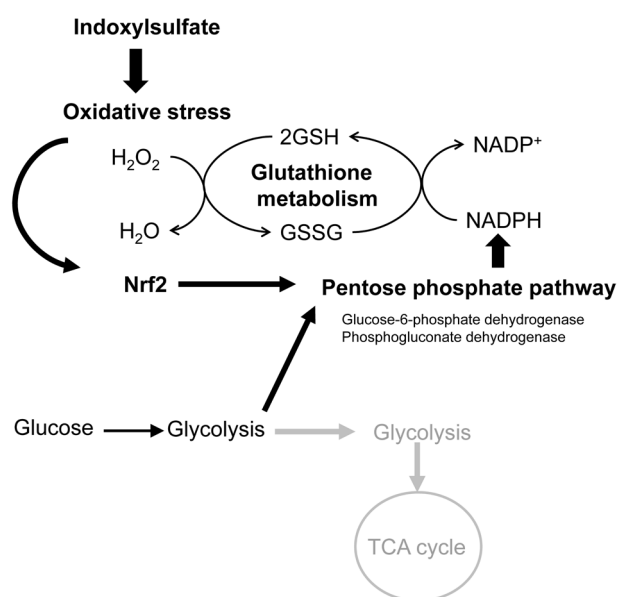 Indoxylsulfate
Oxidative stress
H₂O₂
2GSH
NADP⁺
Glutathione
metabolism
H₂O
GSSG
NADPH
Nrf2
Pentose phosphate pathway
Glucose-6-phosphate dehydrogenase
Phosphogluconate dehydrogenase
Glucose
Glycolysis
Glycolysis
TCA cycle